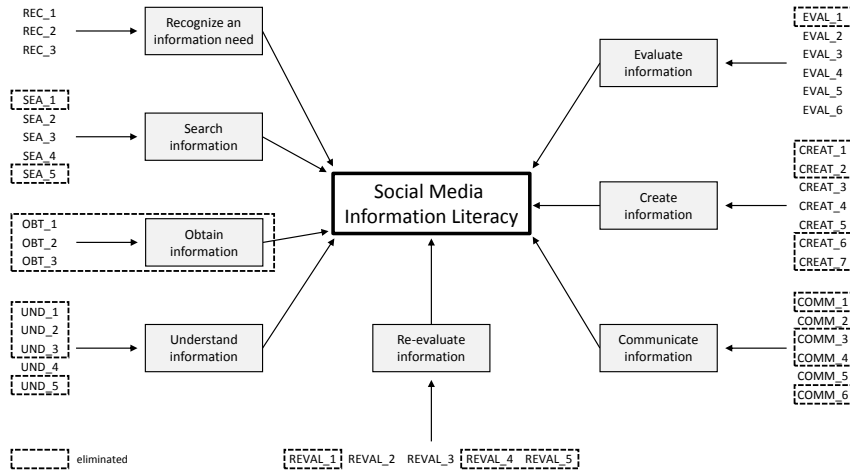 REC_1
REC_2
REC_3
Recognize an
information need
SEA_1
SEA_2
SEA_3
SEA_4
SEA_5
Search
information
OBT_1
OBT_2
OBT_3
Obtain
information
UND_1
UND_2
UND_3
UND_4
UND_5
Understand
information
Social Media
Information Literacy
Re-evaluate
information
REVAL_1 REVAL_2 REVAL_3 REVAL_4 REVAL_5
Evaluate
information
EVAL_1
EVAL_2
EVAL_3
EVAL_4
EVAL_5
EVAL_6
Create
information
CREAT_1
CREAT_2
CREAT_3
CREAT_4
CREAT_5
CREAT_6
CREAT_7
Communicate
information
COMM_1
COMM_2
COMM_3
COMM_4
COMM_5
COMM_6
eliminated